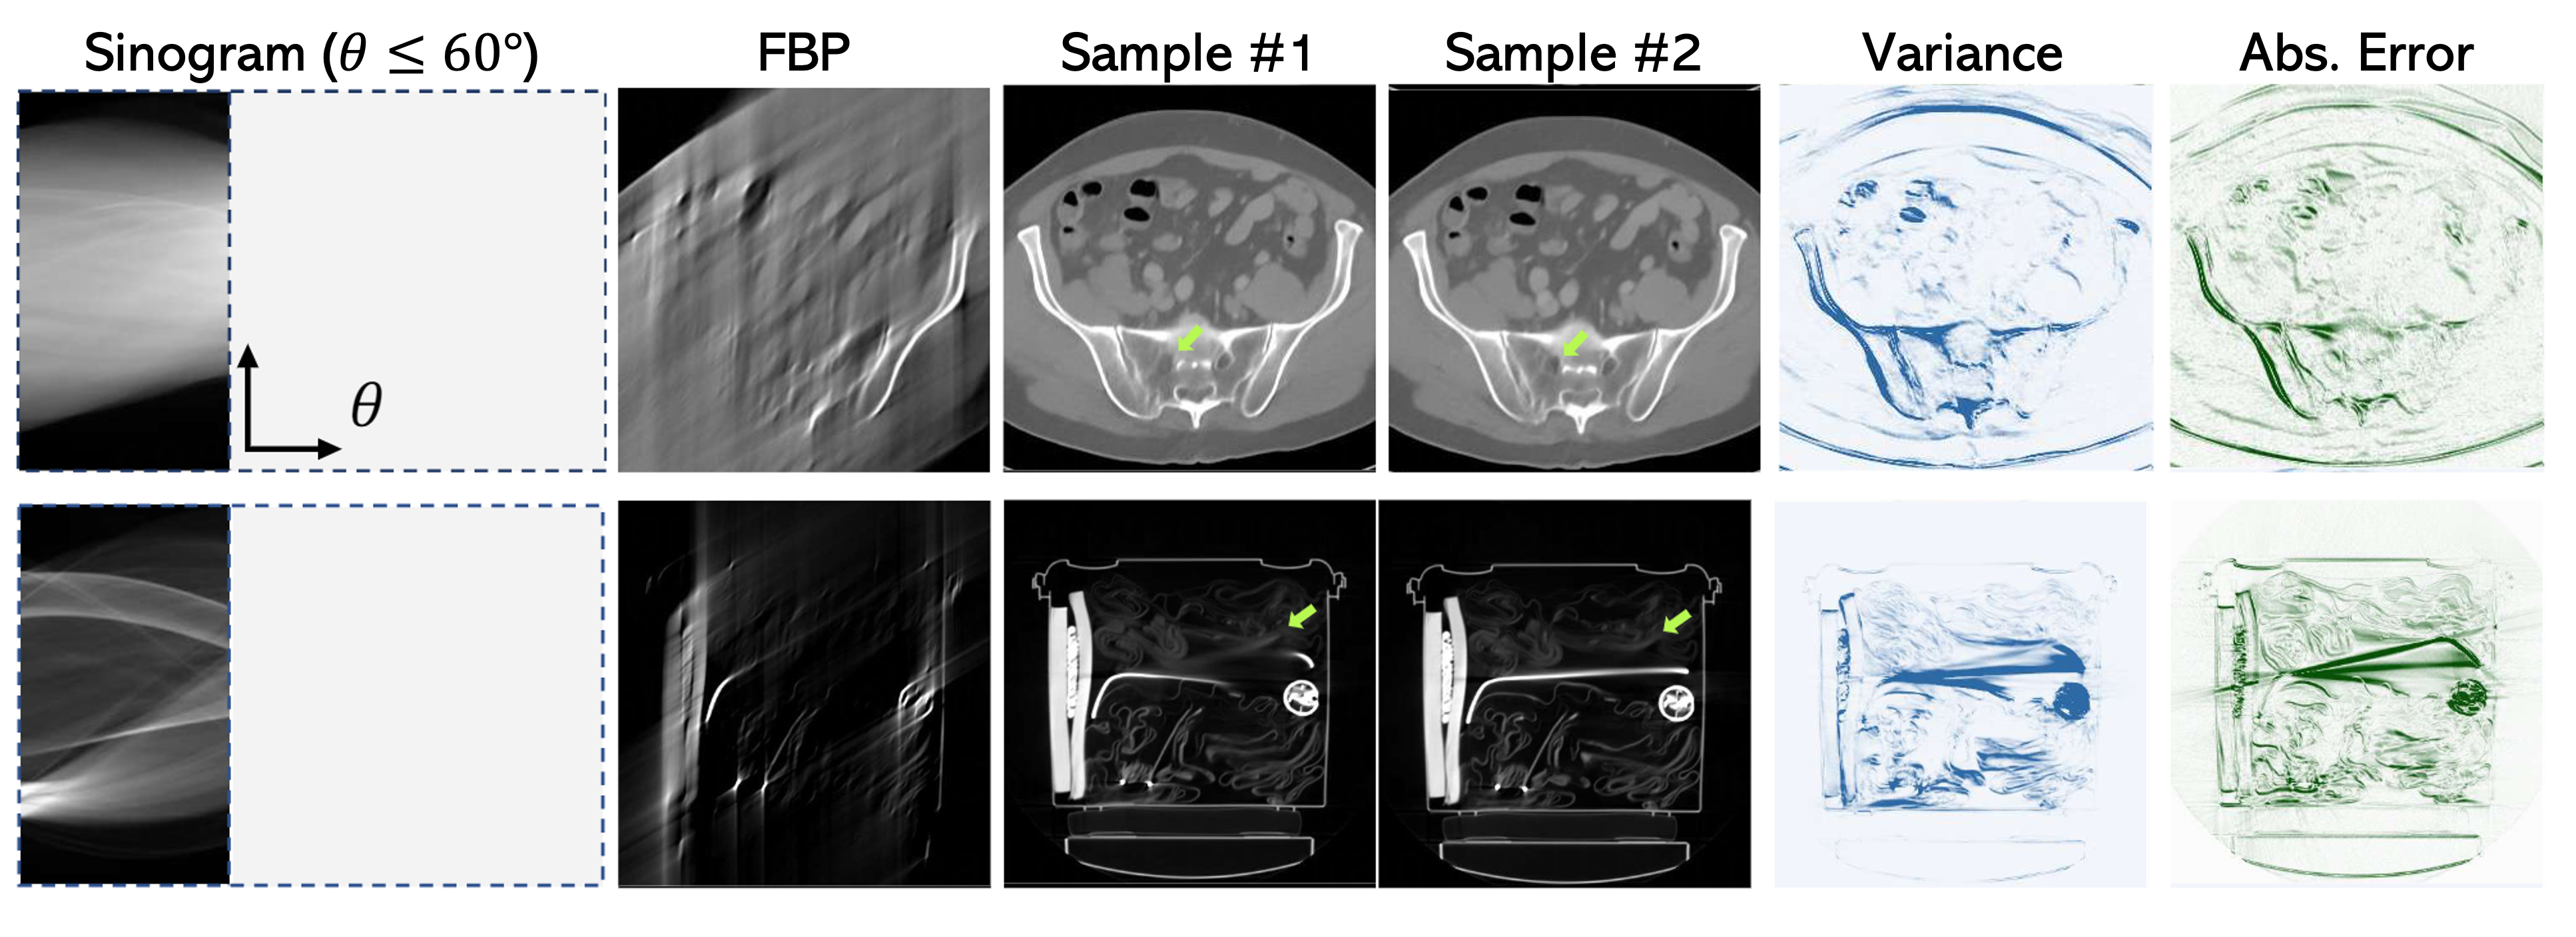 Sinogram (θ ≤ 60°)
FBP
Sample #1
Sample #2
Variance
Abs. Error
θ